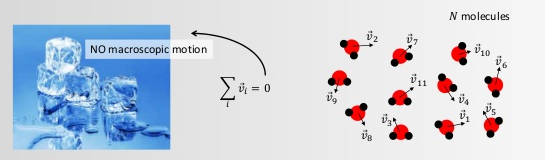 N molecules
NO macroscopic motion
∑ᵢ v⃗ᵢ = 0
v⃗₂
v⃗₇
v⃗₁₀
v⃗₆
v⃗₉
v⃗₁₁
v⃗₄
v⃗₈
v⃗₃
v⃗₁
v⃗₅